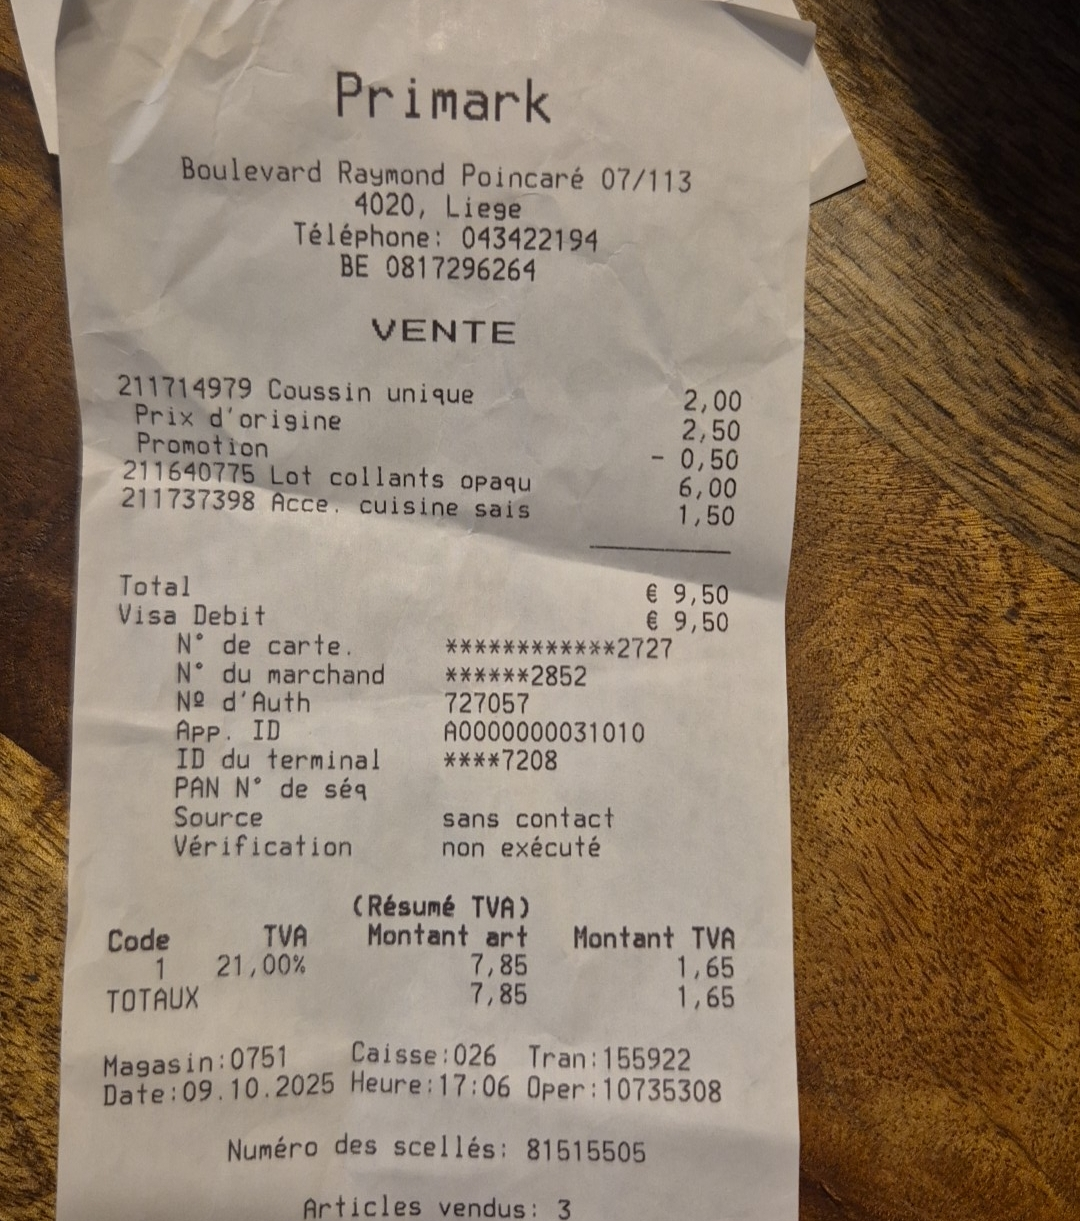 Primark
Boulevard Raymond Poincaré 07/113
4020, Liege
Téléphone: 043422194
BE 0817296264
VENTE
211714979 Coussin unique 2,00
Prix d'origine 2,50
Promotion - 0,50
211640775 Lot collants opaqu 6,00
211737398 Acce. cuisine sais 1,50
Total € 9,50
Visa Debit € 9,50
N° de carte. ************2727
N° du marchand ******2852
Nº d'Auth 727057
App. ID A0000000031010
ID du terminal ****7208
PAN N° de séq
Source sans contact
Vérification non exécuté
(Résumé TVA)
Code TVA Montant art Montant TVA
1 21,00% 7,85 1,65
TOTAUX 7,85 1,65
Magasin:0751 Caisse:026 Tran:155922
Date:09.10.2025 Heure:17:06 Oper:10735308
Numéro des scellés: 81515505
Articles vendus: 3